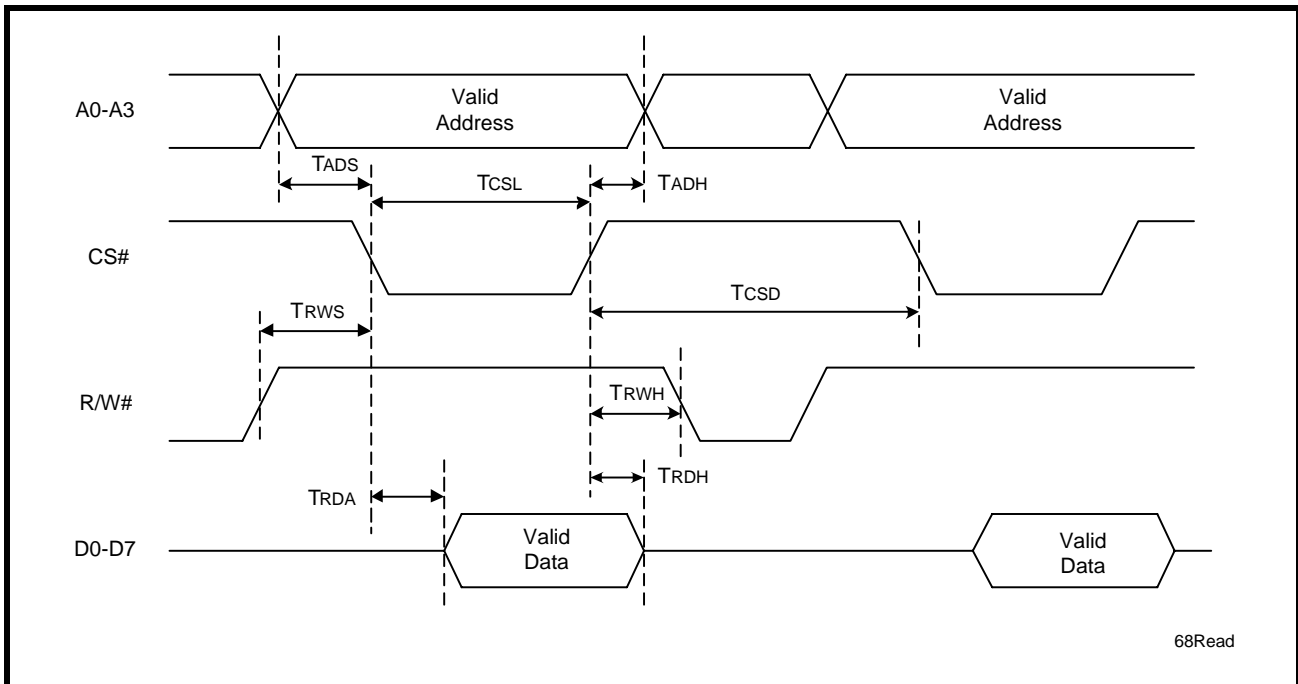 A0-A3
Valid
Address
Valid
Address
TADS
TCSL
TADH
CS#
TCSD
TRWS
R/W#
TRWH
TRDA
TRDH
D0-D7
Valid
Data
Valid
Data
68Read